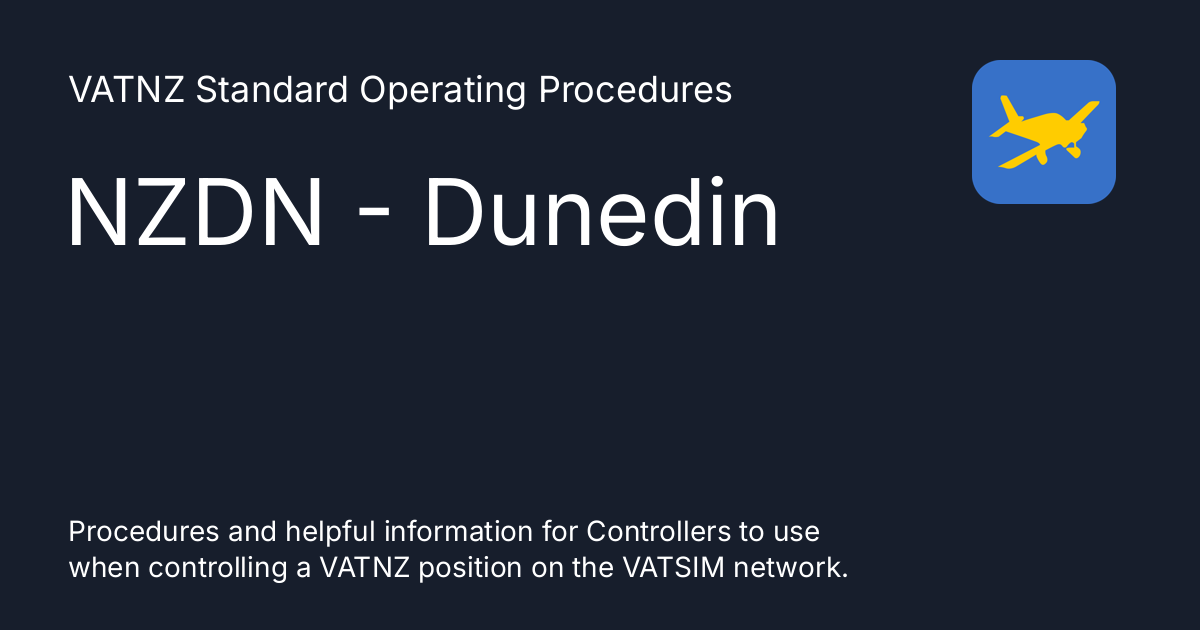 VATNZ Standard Operating Procedures
NZDN - Dunedin
Procedures and helpful information for Controllers to use
when controlling a VATNZ position on the VATSIM network.